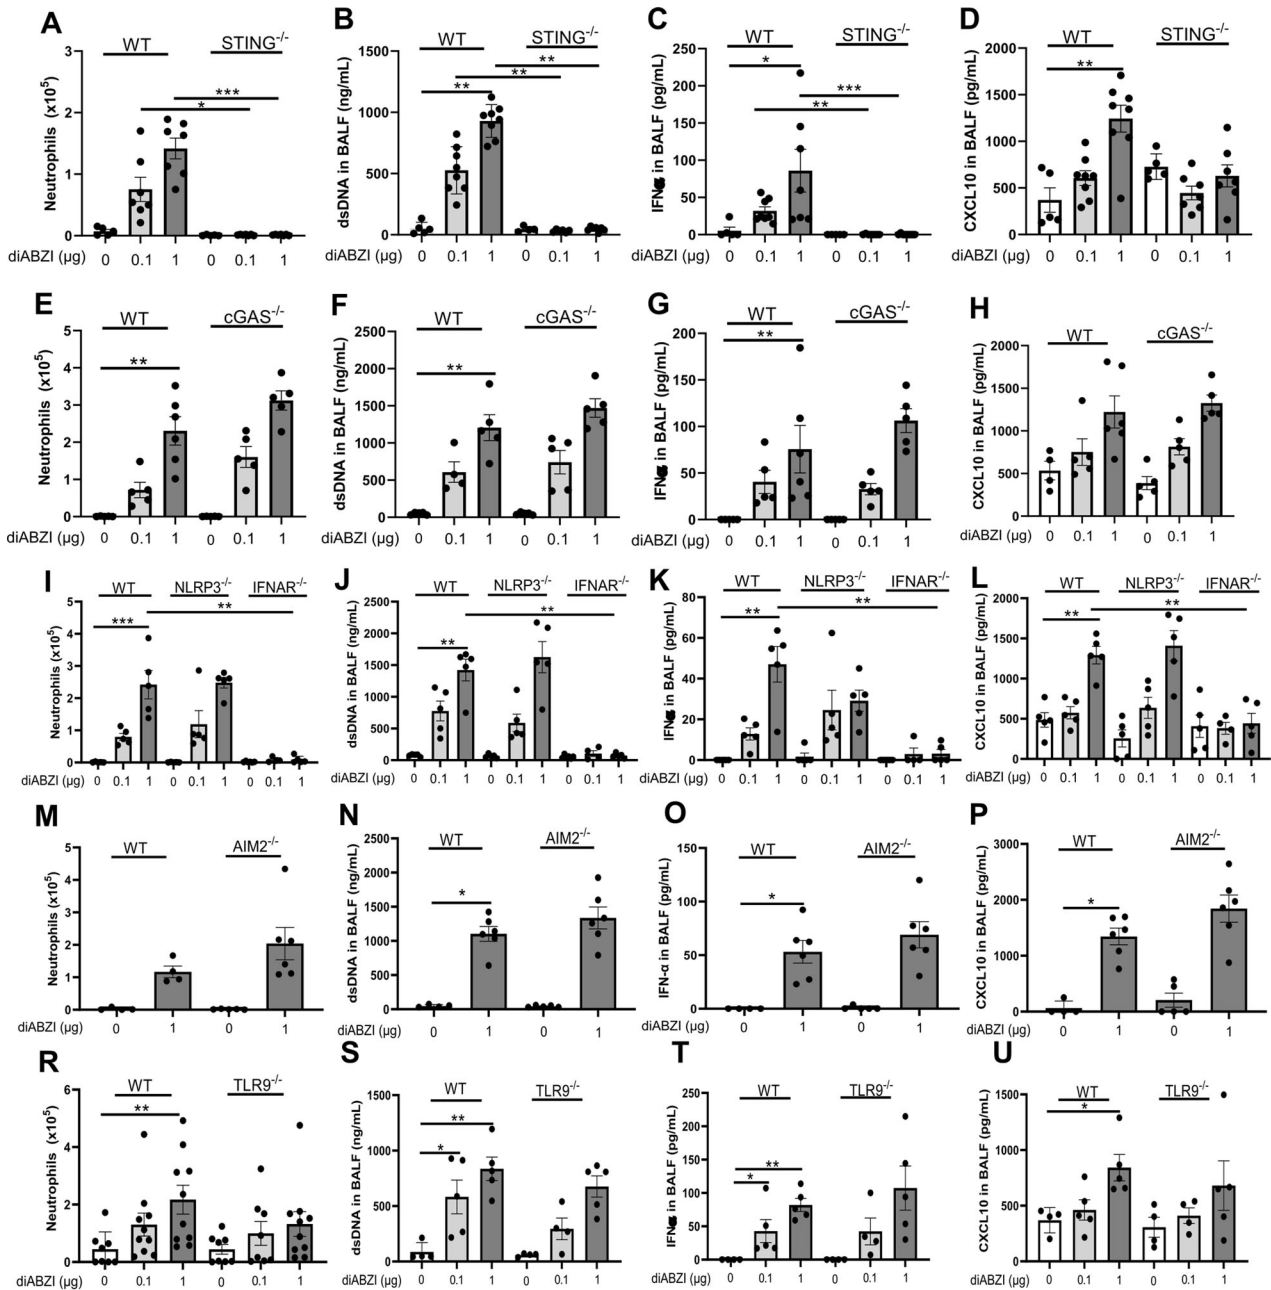 A
WT STING-/-
***
*
Neutrophils (x10⁵)
3
2
1
0
diABZI (µg) 0 0.1 1 0 0.1 1
B
WT STING-/-
**
**
**
dsDNA in BALF (ng/mL)
1500
1000
500
0
diABZI (µg) 0 0.1 1 0 0.1 1
C
WT STING-/-
*
***
**
IFNα in BALF (pg/mL)
250
200
150
100
50
0
diABZI (µg) 0 0.1 1 0 0.1 1
D
WT STING-/-
**
CXCL10 in BALF (pg/mL)
2000
1500
1000
500
0
diABZI (µg) 0 0.1 1 0 0.1 1
E
WT cGAS-/-
**
Neutrophils (x10⁵)
5
4
3
2
1
0
diABZI (µg) 0 0.1 1 0 0.1 1
F
WT cGAS-/-
**
dsDNA in BALF (ng/mL)
2500
2000
1500
1000
500
0
diABZI (µg) 0 0.1 1 0 0.1 1
G
WT cGAS-/-
**
IFNα in BALF (pg/mL)
200
150
100
50
0
diABZI (µg) 0 0.1 1 0 0.1 1
H
WT cGAS-/-
CXCL10 in BALF (pg/mL)
2000
1500
1000
500
0
diABZI (µg) 0 0.1 1 0 0.1 1
I
WT NLRP3-/- IFNAR-/-
**
***
Neutrophils (x10⁵)
5
4
3
2
1
0
diABZI (µg) 0 0.1 1 0 0.1 1 0 0.1 1
J
WT NLRP3-/- IFNAR-/-
**
**
dsDNA in BALF (ng/mL)
2500
2000
1500
1000
500
0
diABZI (µg) 0 0.1 1 0 0.1 1 0 0.1 1
K
WT NLRP3-/- IFNAR-/-
**
**
IFNα in BALF (pg/mL)
80
60
40
20
0
diABZI (µg) 0 0.1 1 0 0.1 1 0 0.1 1
L
WT NLRP3-/- IFNAR-/-
** **
CXCL10 in BALF (pg/mL)
2000
1500
1000
500
0
diABZI (µg) 0 0.1 1 0 0.1 1 0 0.1 1
M
WT AIM2-/-
Neutrophils (x10⁵)
5
4
3
2
1
0
diABZI (µg) 0 1 0 1
N
WT AIM2-/-
*
dsDNA in BALF (ng/mL)
2500
2000
1500
1000
500
0
diABZI (µg) 0 1 0 1
O
WT AIM2-/-
*
IFN-α in BALF (pg/mL)
150
100
50
0
diABZI (µg) 0 1 0 1
P
WT AIM2-/-
*
CXCL10 in BALF (pg/mL)
3000
2000
1000
0
diABZI (µg) 0 1 0 1
R
WT TLR9-/-
**
Neutrophils (x10⁵)
6
4
2
0
diABZI (µg) 0 0.1 1 0 0.1 1
S
WT TLR9-/-
**
*
dsDNA in BALF (ng/mL)
1500
1000
500
0
diABZI (µg) 0 0.1 1 0 0.1 1
T
WT TLR9-/-
**
*
IFNα in BALF (pg/mL)
250
200
150
100
50
0
diABZI (µg) 0 0.1 1 0 0.1 1
U
WT TLR9-/-
*
CXCL10 in BALF (pg/mL)
1500
1000
500
0
diABZI (µg) 0 0.1 1 0 0.1 1